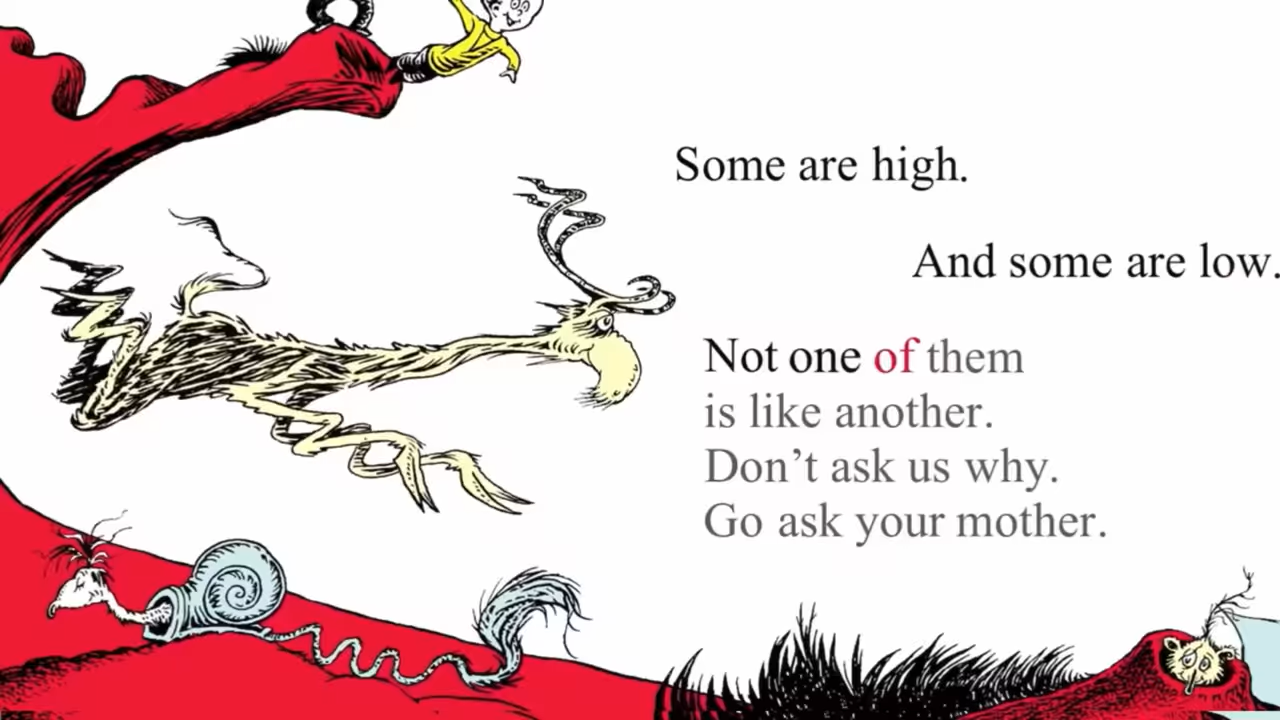 Some are high.
And some are low.
Not one of them
is like another.
Don’t ask us why.
Go ask your mother.